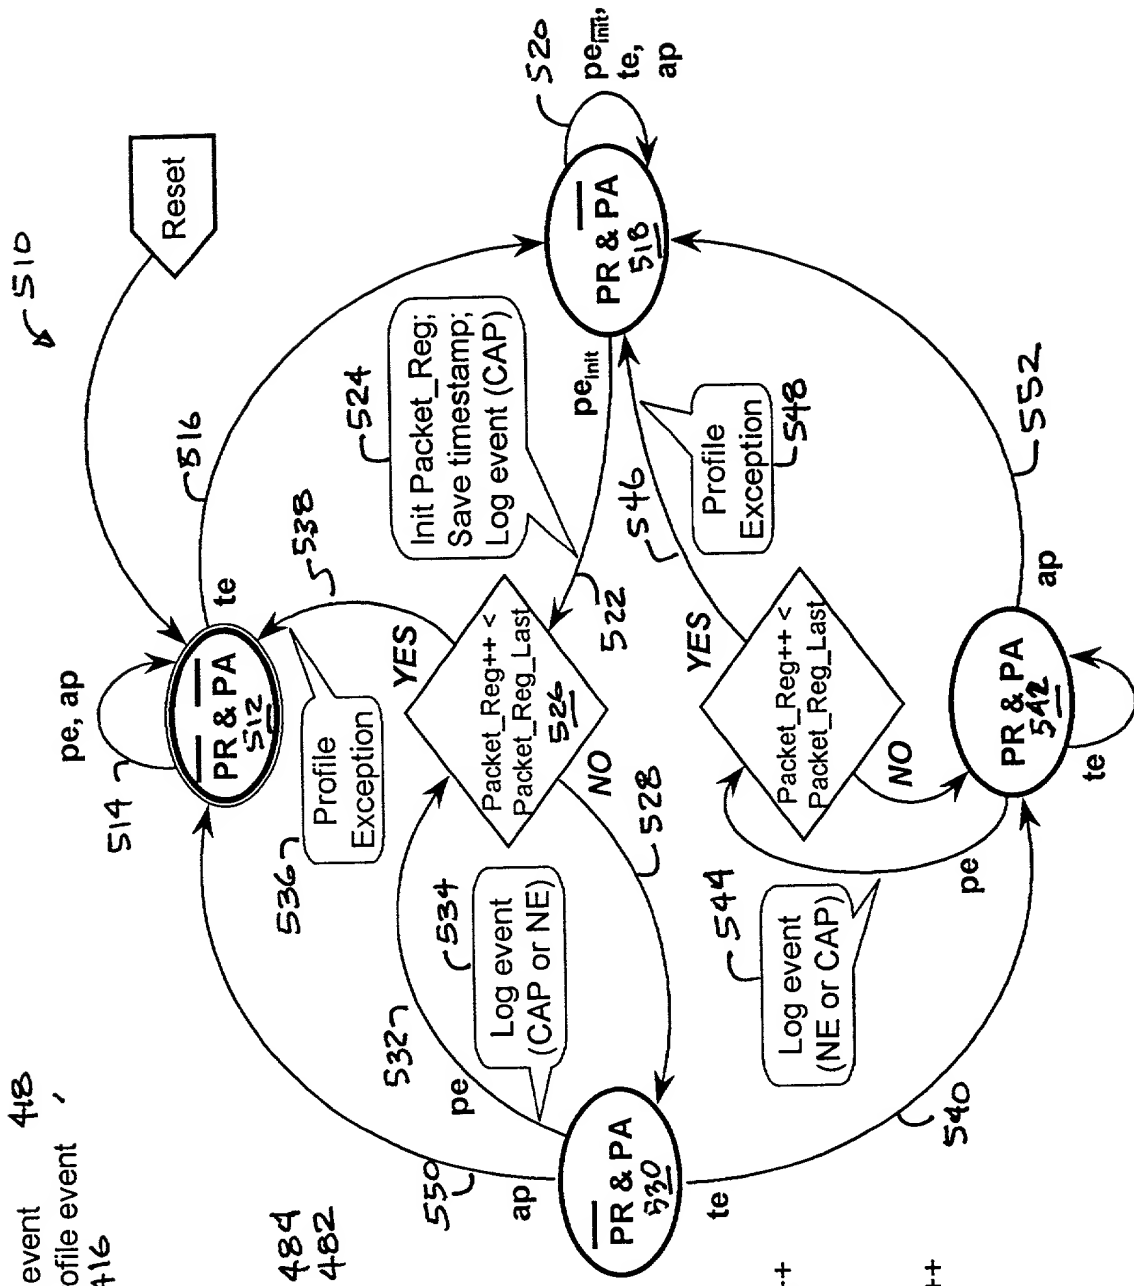 510
Reset
pe, ap
514
PR & PA
512
te
516
538
Profile
Exception
536
Init Packet_Reg;
Save timestamp;
Log event (CAP)
524
PR & PA
518
520
pe init,
te,
ap
pe init
522
YES
Packet_Reg++ <
Packet_Reg_Last
526
NO
528
546
Profile
Exception
548
YES
Packet_Reg++ <
Packet_Reg_Last
NO
532
534
Log event
(CAP or NE)
pe
550
ap
PR & PA
530
te
540
544
Log event
(NE or CAP)
pe
PR & PA
542
te
ap
552
event 418
ofile event ,
416
484
482
++
++